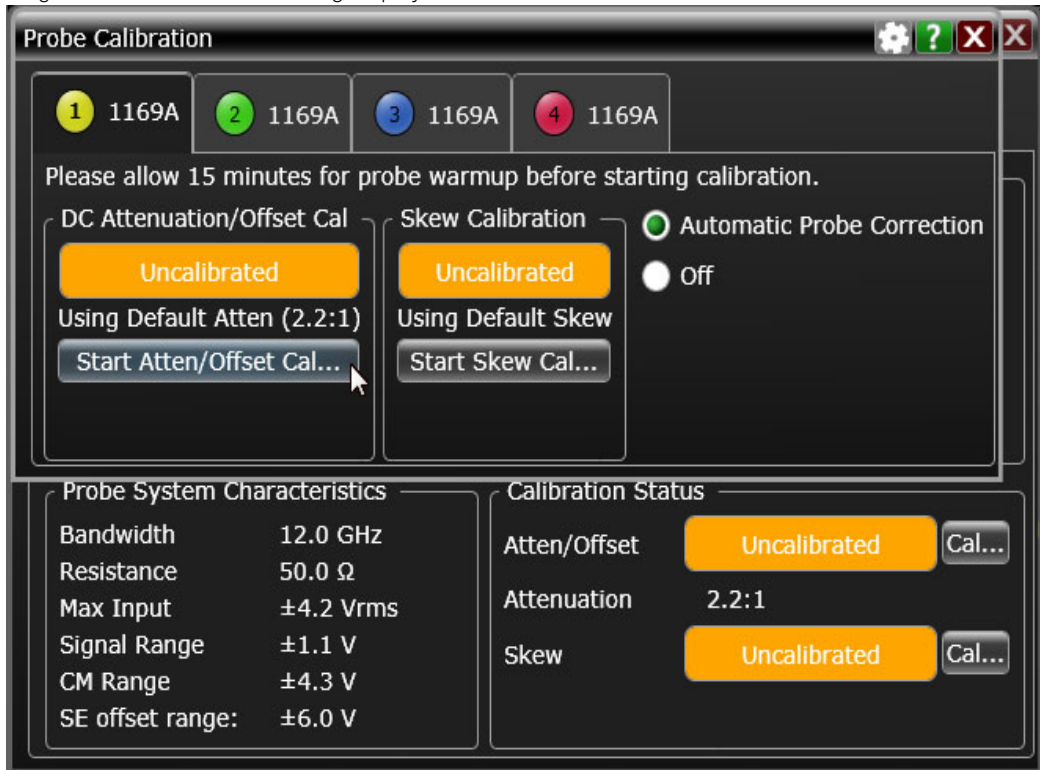 Probe Calibration ? X X
1 1169A 2 1169A 3 1169A 4 1169A
Please allow 15 minutes for probe warmup before starting calibration.
DC Attenuation/Offset Cal
Uncalibrated
Using Default Atten (2.2:1)
Start Atten/Offset Cal...
Skew Calibration
Uncalibrated
Using Default Skew
Start Skew Cal...
Automatic Probe Correction
Off
Probe System Characteristics
Bandwidth 12.0 GHz
Resistance 50.0 Ω
Max Input ±4.2 Vrms
Signal Range ±1.1 V
CM Range ±4.3 V
SE offset range: ±6.0 V
Calibration Status
Atten/Offset Uncalibrated Cal...
Attenuation 2.2:1
Skew Uncalibrated Cal...